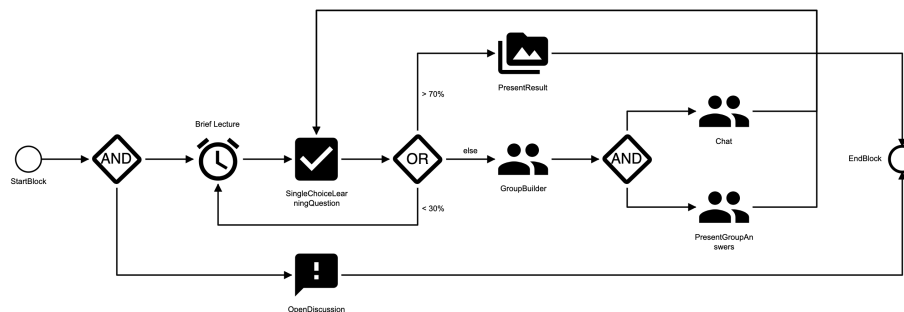 PresentResult
> 70%
Brief Lecture
AND
OR
else
AND
Chat
StartBlock
EndBlock
SingleChoiceLear
ningQuestion
GroupBuilder
< 30%
PresentGroupAn
swers
OpenDiscussion